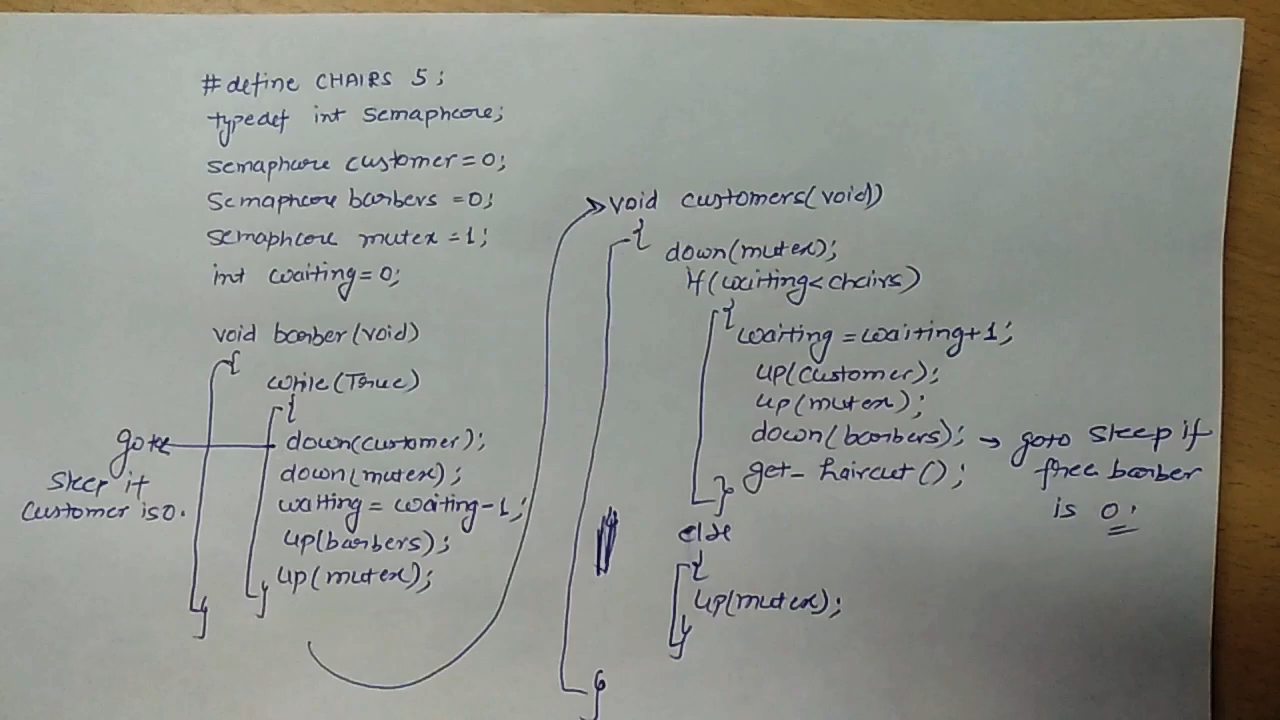 #define CHAIRS 5;
typedef int semaphore;
semaphore customer=0;
Semaphore barbers=0;
semaphore mutex=1;
int waiting=0;
void barber(void)
{
while(True)
{
down(customer);
goto
sleep if
customer is 0.
down(mutex);
waiting = waiting-1;
up(barbers);
up(mutex);
}
}
void customers(void)
{
down(mutex);
if(waiting<chairs)
{
waiting = waiting+1;
up(customer);
up(mutex);
down(barbers); → goto sleep if
free barber
is 0.
get_haircut();
}
else
{
up(mutex);
}
}